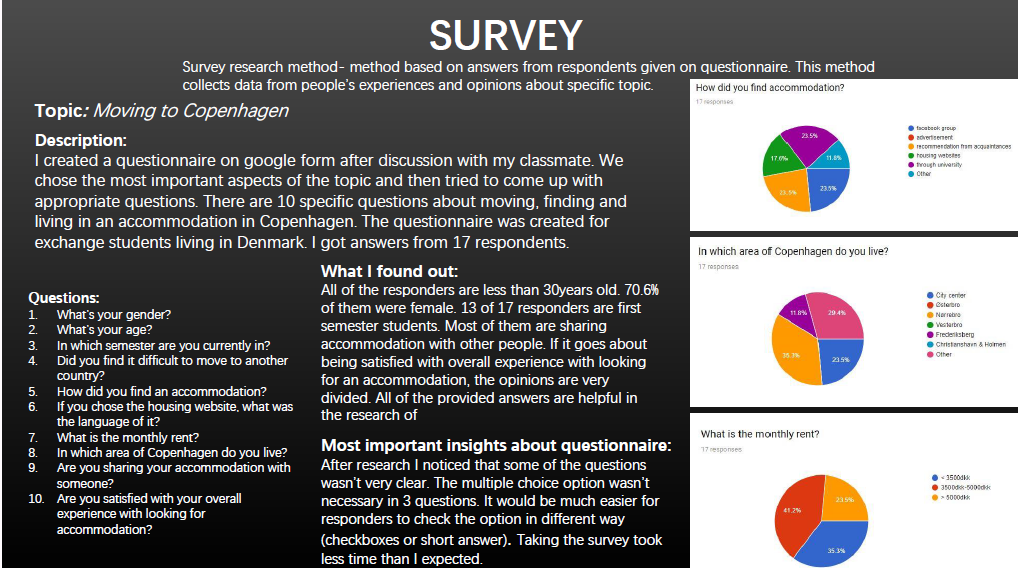 SURVEY
Survey research method- method based on answers from respondents given on questionnaire. This method
collects data from people's experiences and opinions about specific topic.
Topic: Moving to Copenhagen
Description:
I created a questionnaire on google form after discussion with my classmate. We
chose the most important aspects of the topic and then tried to come up with
appropriate questions. There are 10 specific questions about moving, finding and
living in an accommodation in Copenhagen. The questionnaire was created for
exchange students living in Denmark. I got answers from 17 respondents.
Questions:
1. What's your gender?
2. What's your age?
3. In which semester are you currently in?
4. Did you find it difficult to move to another
country?
5. How did you find an accommodation?
6. If you chose the housing website, what was
the language of it?
7. What is the monthly rent?
8. In which area of Copenhagen do you live?
9. Are you sharing your accommodation with
someone?
10. Are you satisfied with your overall
experience with looking for
accommodation?
What I found out:
All of the responders are less than 30years old. 70.6%
of them were female. 13 of 17 responders are first
semester students. Most of them are sharing
accommodation with other people. If it goes about
being satisfied with overall experience with looking
for an accommodation, the opinions are very
divided. All of the provided answers are helpful in
the research of
Most important insights about questionnaire:
After research I noticed that some of the questions
wasn't very clear. The multiple choice option wasn't
necessary in 3 questions. It would be much easier for
responders to check the option in different way
(checkboxes or short answer). Taking the survey took
less time than I expected.
How did you find accommodation?
17 responses
23.5%
11.8%
17.6%
23.5%
23.5%
facebook group
advertisement
recommendation from acquaintances
housing websites
through university
Other
In which area of Copenhagen do you live?
17 responses
11.8%
29.4%
35.3%
23.5%
City center
Østerbro
Nørrebro
Vesterbro
Frederiksberg
Christianshavn & Holmen
Other
What is the monthly rent?
17 responses
23.5%
41.2%
35.3%
< 3500dkk
3500dkk-5000dkk
> 5000dkk